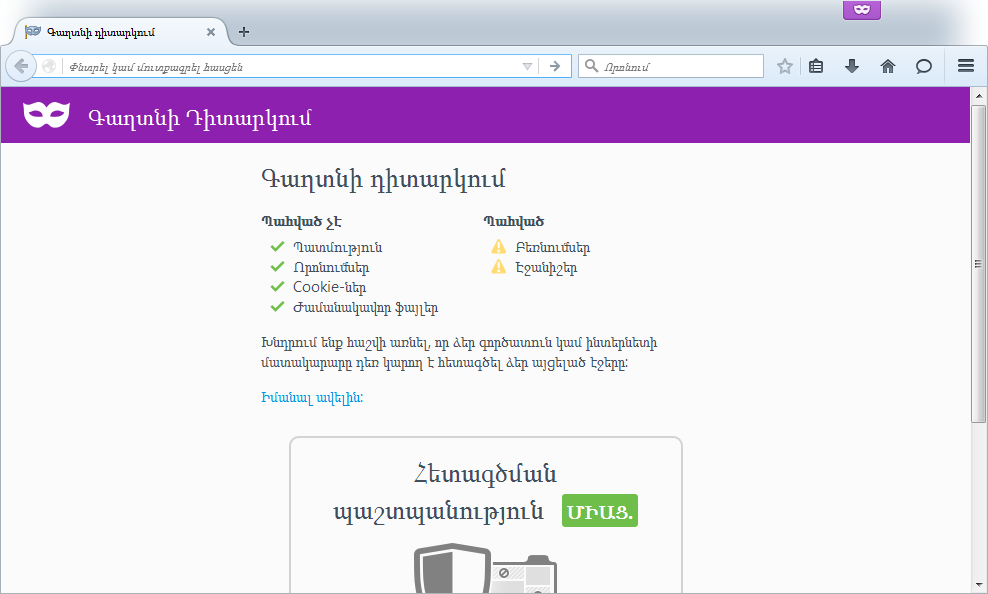 Գաղտնի դիտարկում
Փնտրել կամ մուտքագրել հասցեն
Որոնում
Գաղտնի Դիտարկում
Գաղտնի դիտարկում
Պահված չէ
Պատմություն
Որոնումներ
Cookie-ներ
Ժամանակավոր ֆայլեր
Պահված
Բեռնումներ
Էջանիշեր
Խնդրում ենք հաշվի առնել, որ ձեր գործատուն կամ ինտերնետի
մատակարարը դեռ կարող է հետագծել ձեր այցելած էջերը:
Իմանալ ավելին:
Հետագծման
պաշտպանություն ՄԻԱՑ.